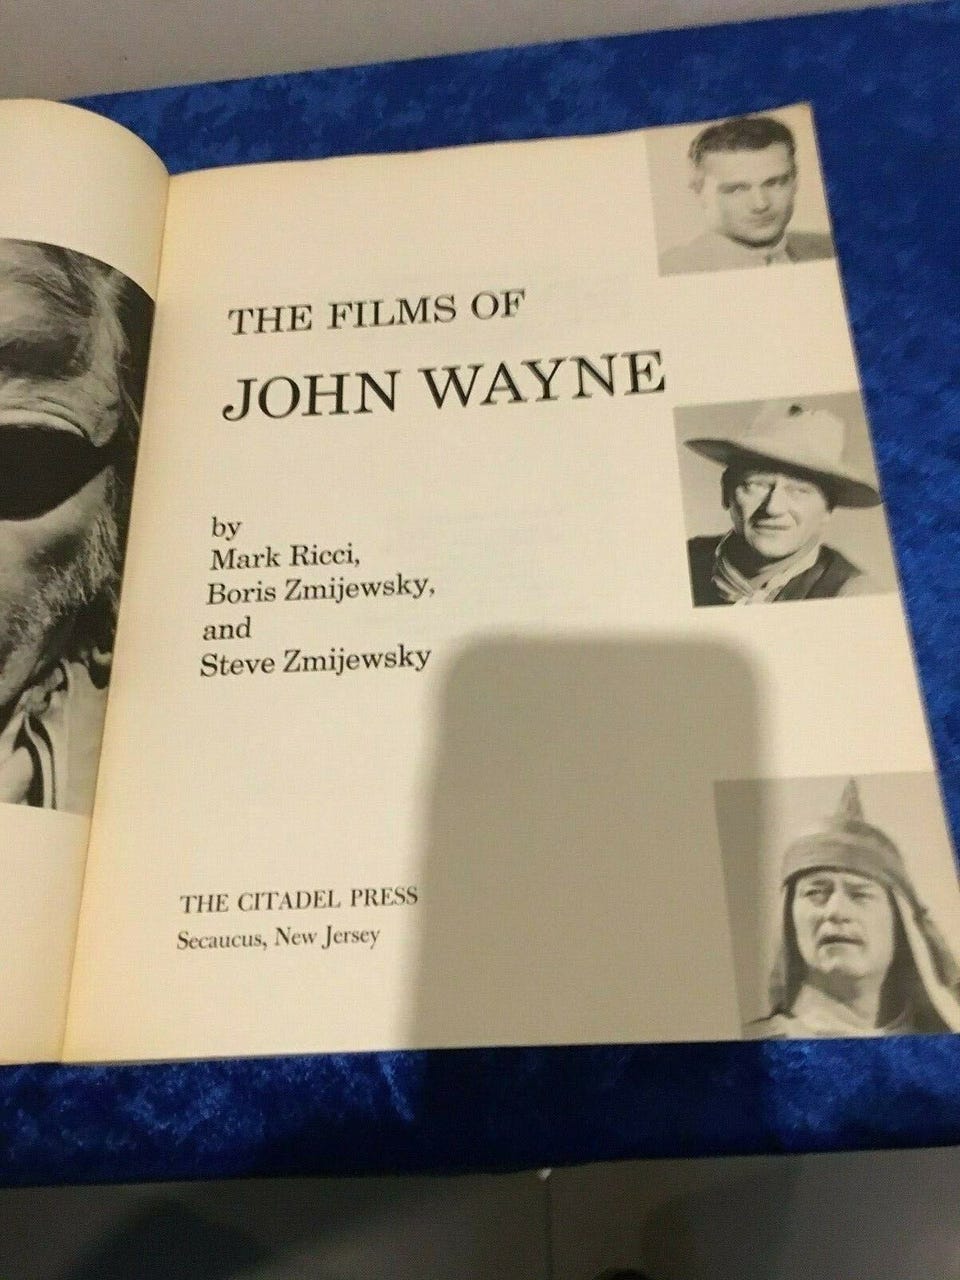 THE FILMS OF
JOHN WAYNE
by
Mark Ricci,
Boris Zmijewsky,
and
Steve Zmijewsky
THE CITADEL PRESS
Secaucus, New Jersey